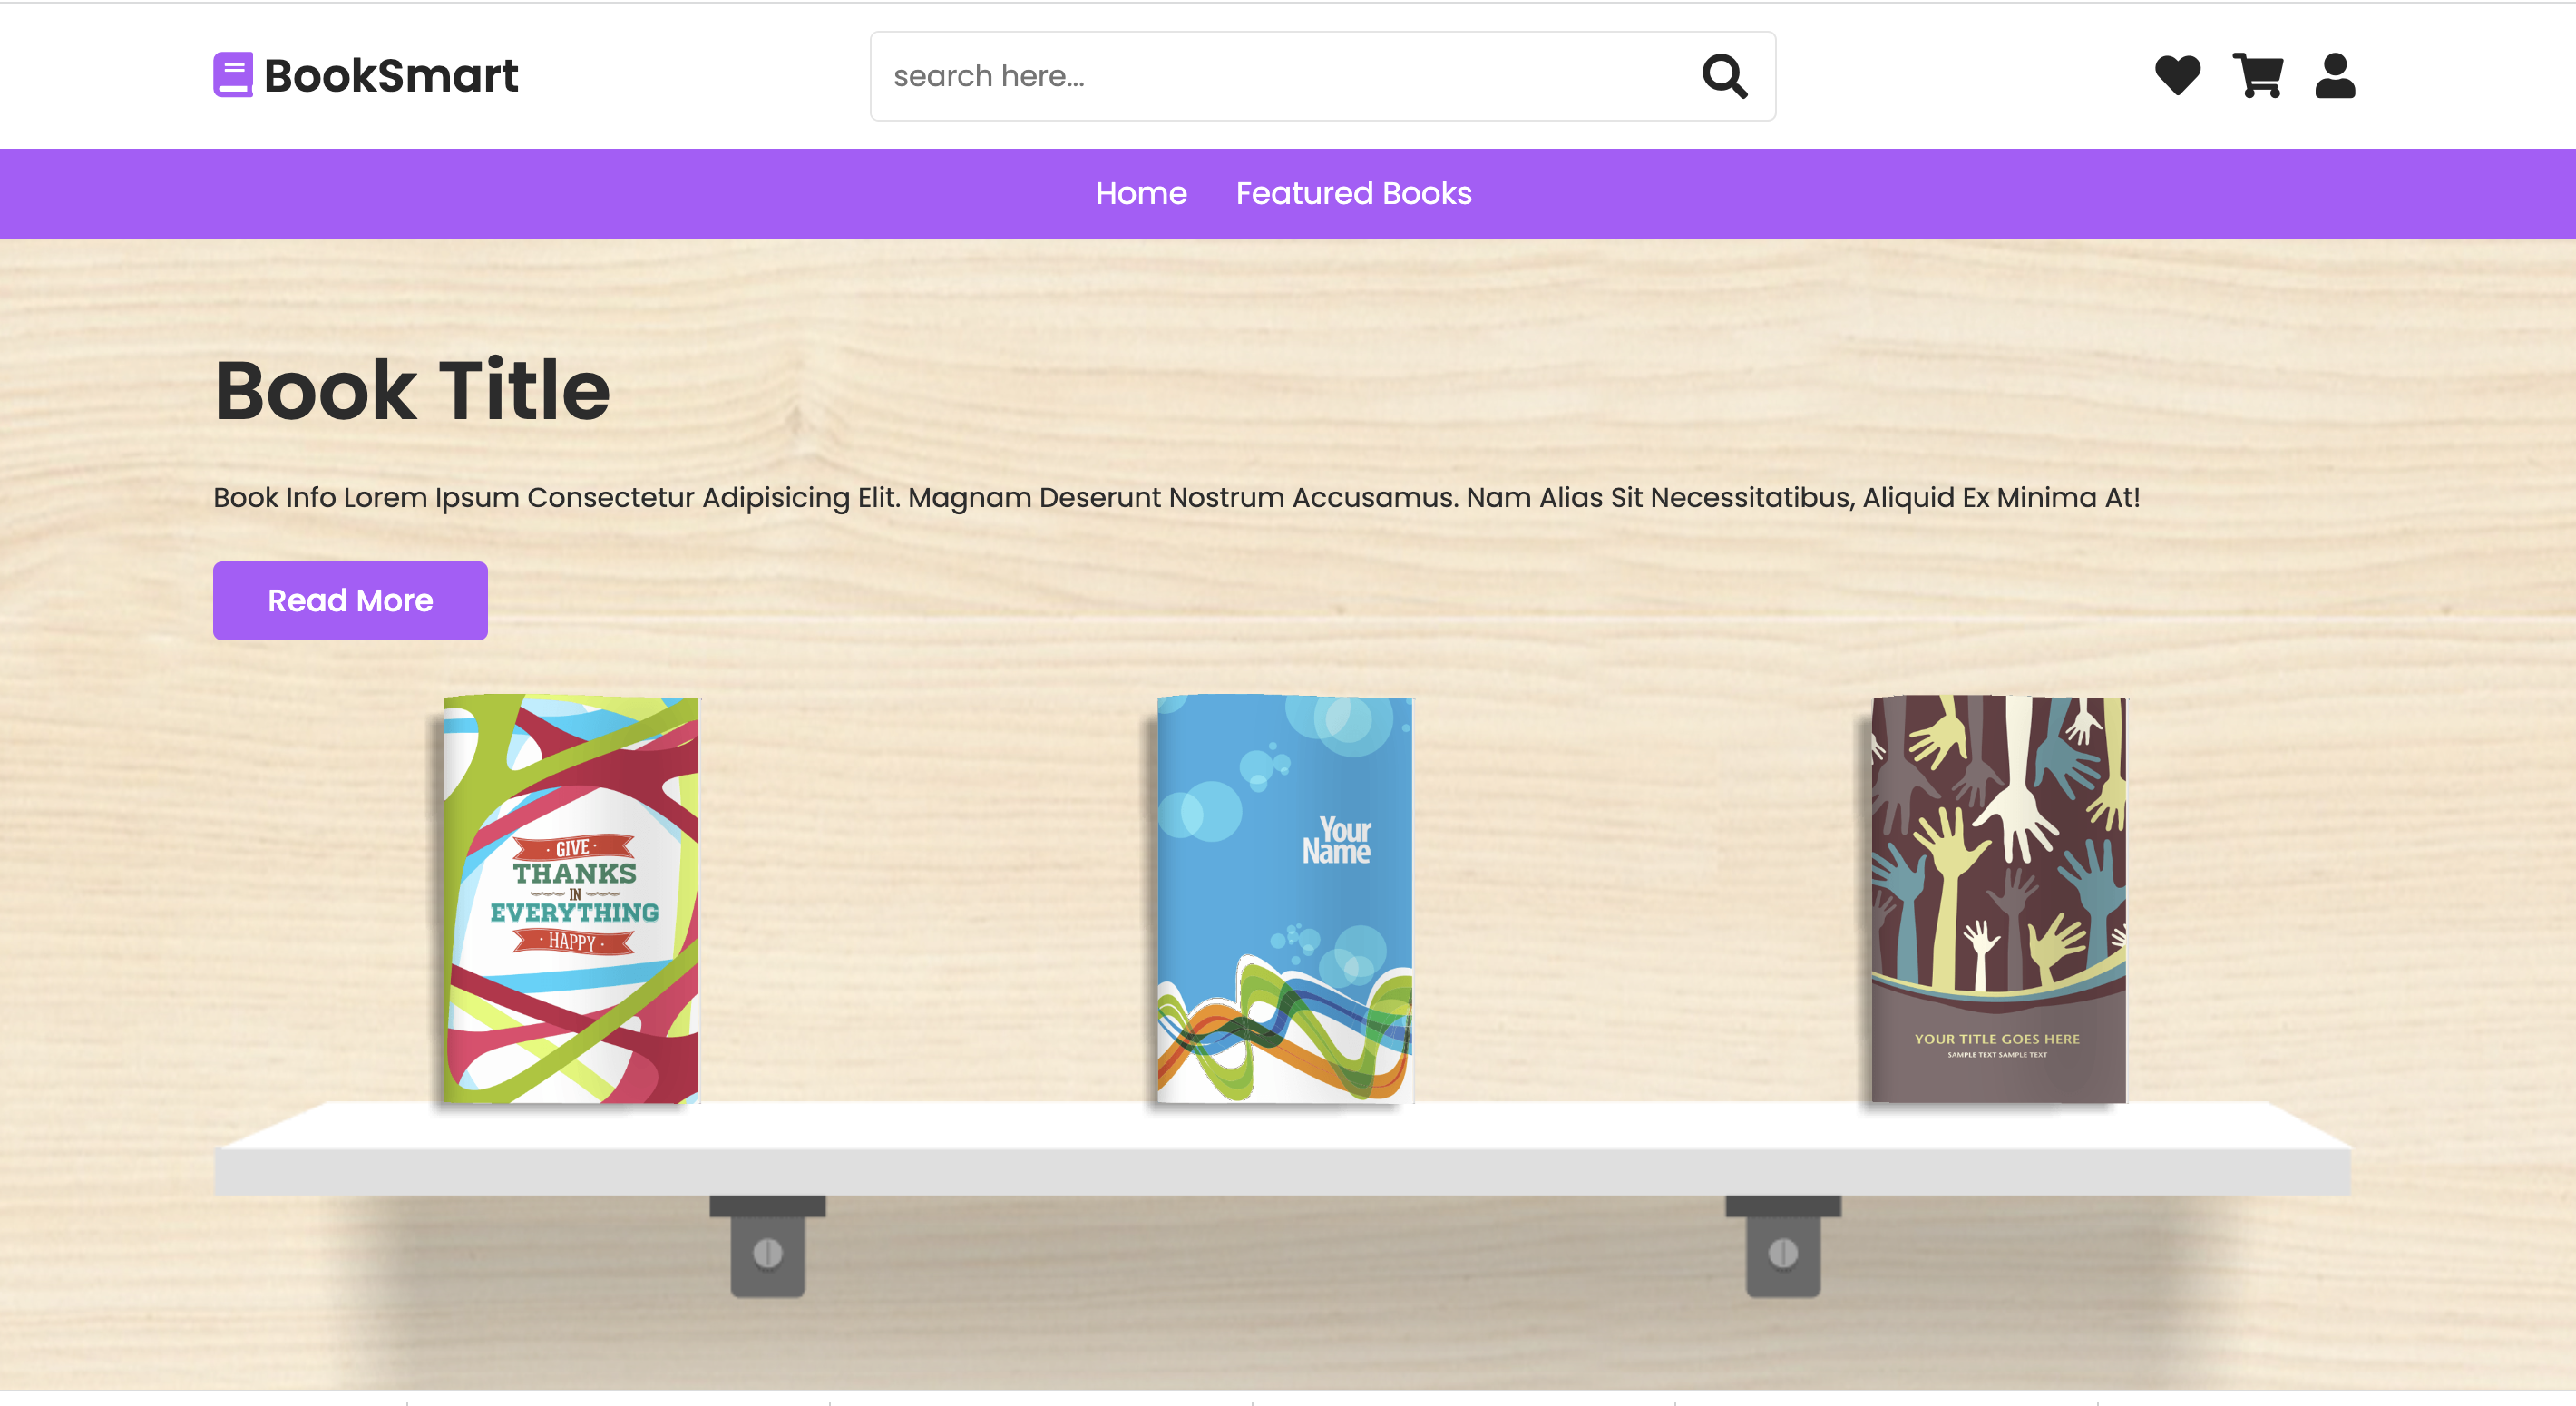 BookSmart
search here...
Home Featured Books
Book Title
Book Info Lorem Ipsum Consectetur Adipisicing Elit. Magnam Deserunt Nostrum Accusamus. Nam Alias Sit Necessitatibus, Aliquid Ex Minima At!
Read More
· GIVE ·
THANKS
IN
EVERYTHING
· HAPPY ·
Your
Name
YOUR TITLE GOES HERE
SAMPLE TEXT SAMPLE TEXT